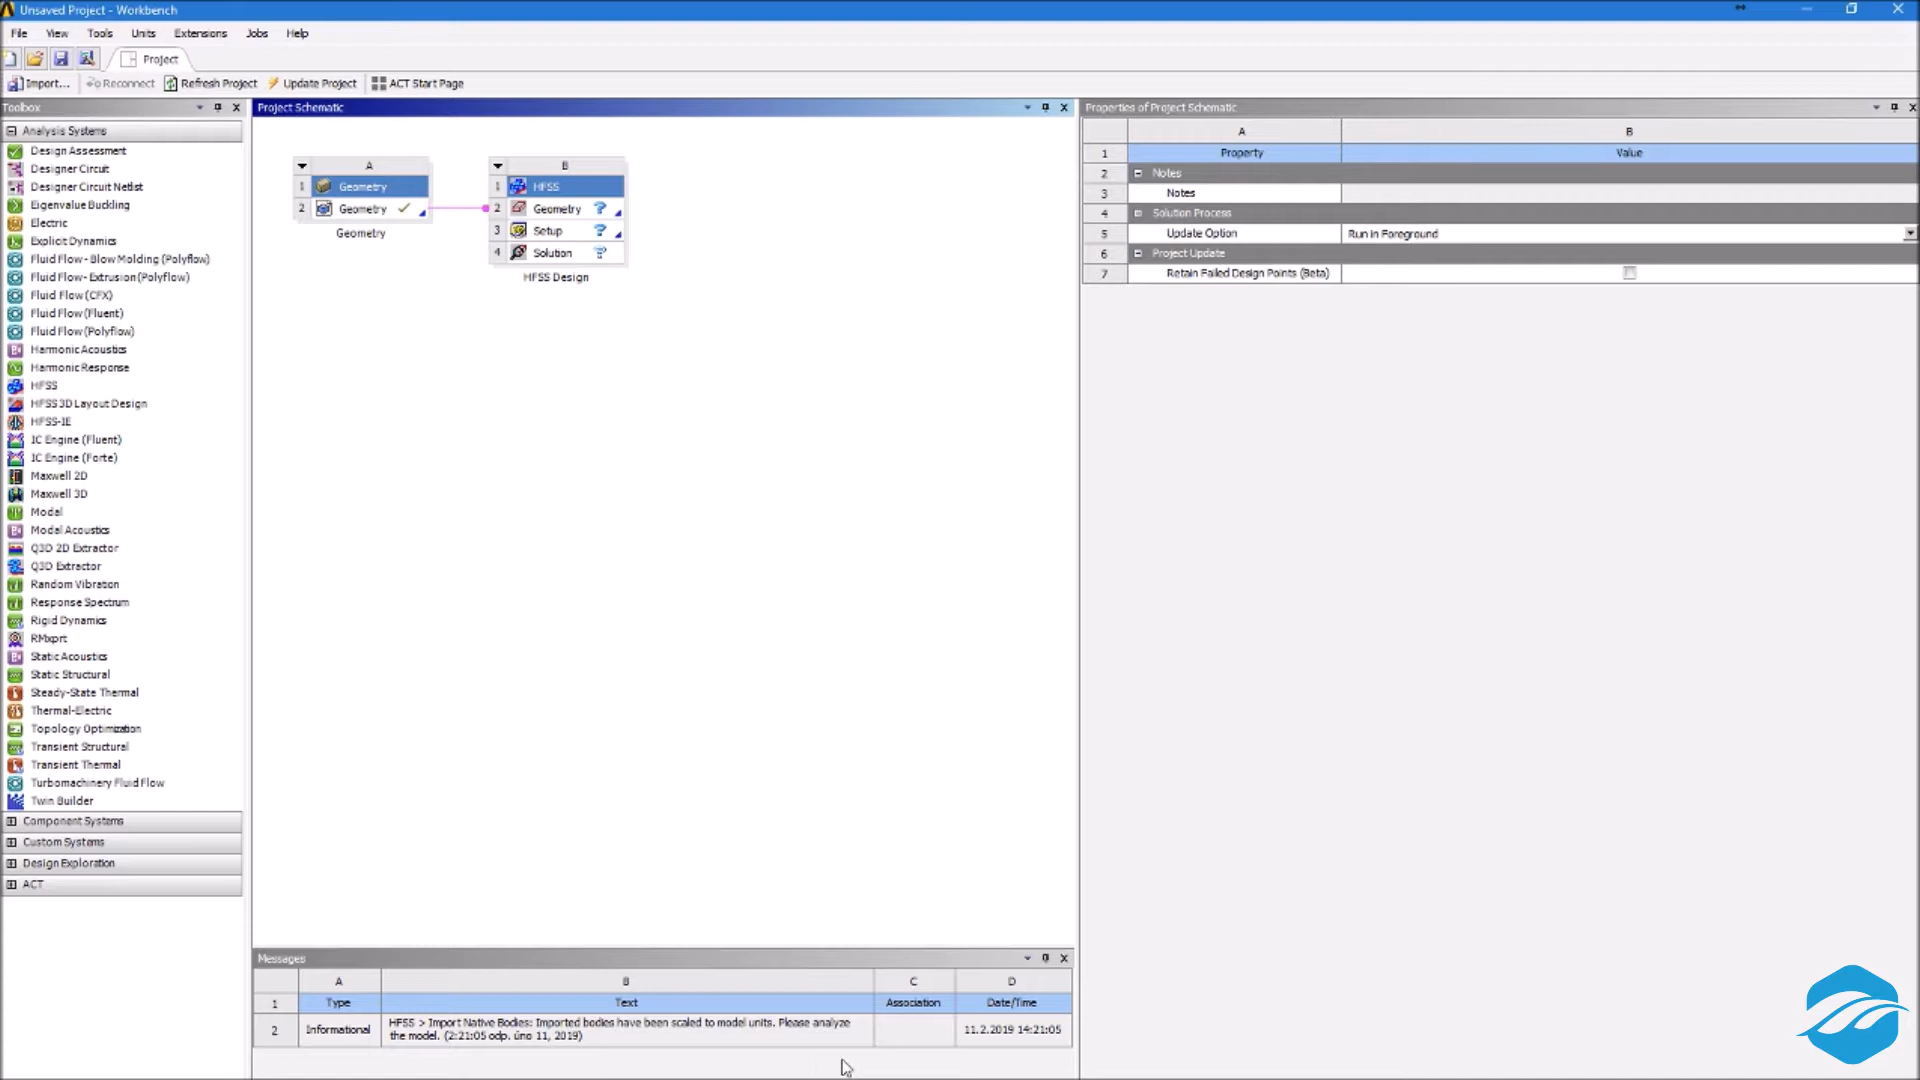 Unsaved Project - Workbench
File View Tools Units Extensions Jobs Help
Project
Import... Reconnect Refresh Project Update Project ACT Start Page
Toolbox
Analysis Systems
Design Assessment
Designer Circuit
Designer Circuit Netlist
Eigenvalue Buckling
Electric
Explicit Dynamics
Fluid Flow - Blow Molding (Polyflow)
Fluid Flow- Extrusion (Polyflow)
Fluid Flow (CFX)
Fluid Flow (Fluent)
Fluid Flow (Polyflow)
Harmonic Acoustics
Harmonic Response
HFSS
HFSS 3D Layout Design
HFSS-IE
IC Engine (Fluent)
IC Engine (Forte)
Maxwell 2D
Maxwell 3D
Modal
Modal Acoustics
Q3D 2D Extractor
Q3D Extractor
Random Vibration
Response Spectrum
Rigid Dynamics
RMxprt
Static Acoustics
Static Structural
Steady-State Thermal
Thermal-Electric
Topology Optimization
Transient Structural
Transient Thermal
Turbomachinery Fluid Flow
Twin Builder
Component Systems
Custom Systems
Design Exploration
ACT
Project Schematic
A
1 Geometry
2 Geometry
Geometry
B
1 HFSS
2 Geometry ?
3 Setup ?
4 Solution ?
HFSS Design
Messages
A B C D
1 Type Text Association Date/Time
2 Informational HFSS > Import Native Bodies: Imported bodies have been scaled to model units. Please analyze
the model. (2:21:05 odp. úno 11, 2019)
11.2.2019 14:21:05
Properties of Project Schematic
A B
1 Property Value
2 Notes
3 Notes
4 Solution Process
5 Update Option Run in Foreground
6 Project Update
7 Retain Failed Design Points (Beta)